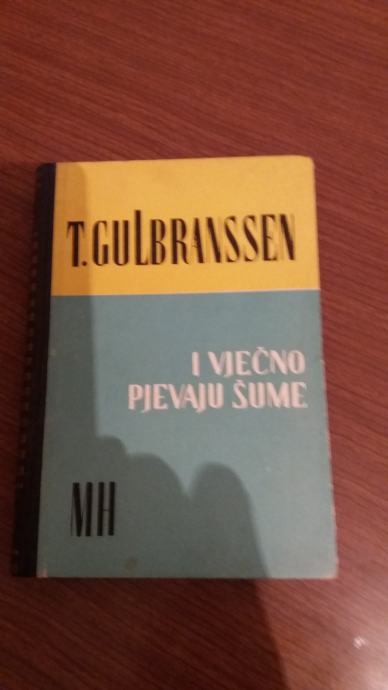 T. GULBRANSSEN
I VJEČNO
PJEVAJU ŠUME
MH